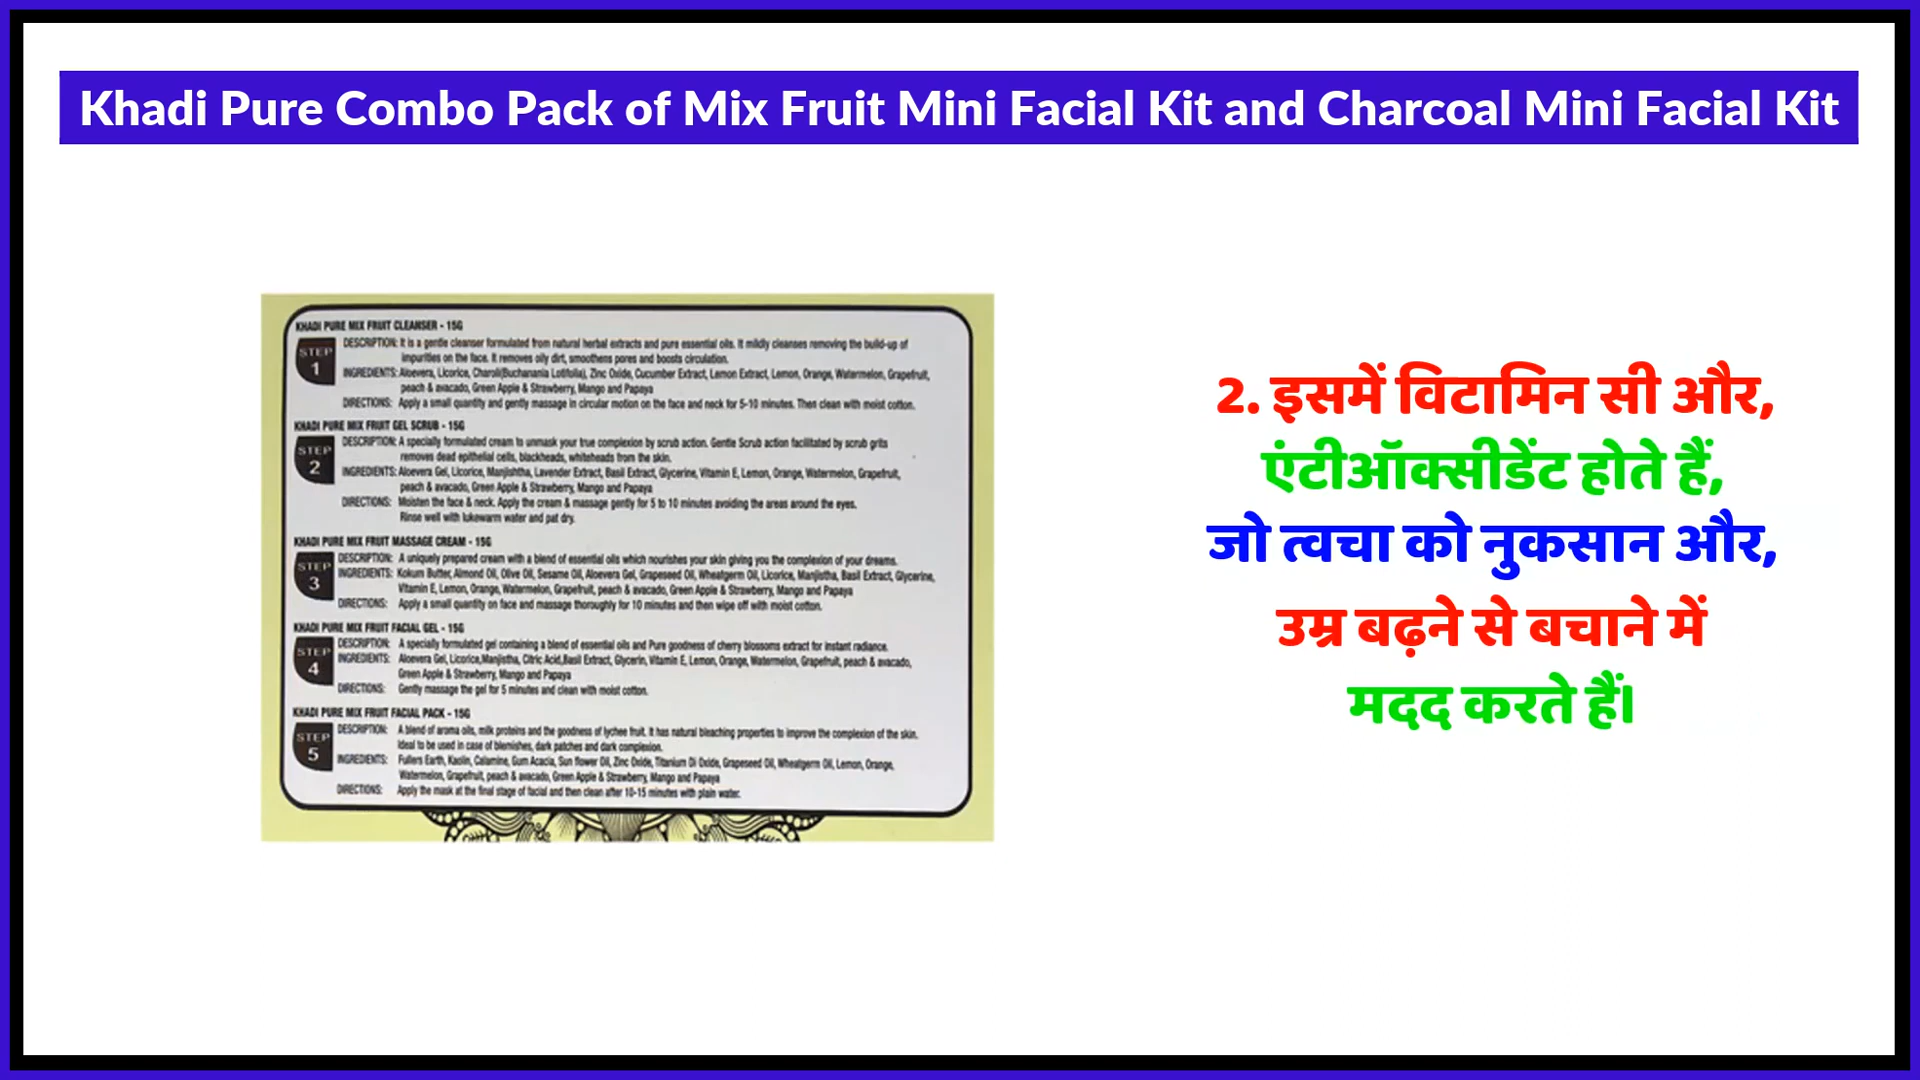 Khadi Pure Combo Pack of Mix Fruit Mini Facial Kit and Charcoal Mini Facial Kit
KHADI PURE MIX FRUIT CLEANSER - 15G
STEP
1
DESCRIPTION: It is a gentle cleanser formulated from natural herbal extracts and pure essential oils. It mildly cleanses removing the build-up of
impurities on the face. It removes oily dirt, smoothens pores and boosts circulation.
INGREDIENTS: Aloevera, Licorice, Charoli(Buchanania Lotifolia), Zinc Oxide, Cucumber Extract, Lemon Extract, Lemon, Orange, Watermelon, Grapefruit,
peach & avacado, Green Apple & Strawberry, Mango and Papaya
DIRECTIONS: Apply a small quantity and gently massage in circular motion on the face and neck for 5-10 minutes. Then clean with moist cotton.
KHADI PURE MIX FRUIT GEL SCRUB - 15G
STEP
2
DESCRIPTION: A specially formulated cream to unmask your true complexion by scrub action. Gentle Scrub action facilitated by scrub grits
removes dead epithelial cells, blackheads, whiteheads from the skin.
INGREDIENTS: Aloevera Gel, Licorice, Manjishtha, Lavender Extract, Basil Extract, Glycerine, Vitamin E, Lemon, Orange, Watermelon, Grapefruit,
peach & avacado, Green Apple & Strawberry, Mango and Papaya
DIRECTIONS: Moisten the face & neck. Apply the cream & massage gently for 5 to 10 minutes avoiding the areas around the eyes.
Rinse well with lukewarm water and pat dry.
KHADI PURE MIX FRUIT MASSAGE CREAM - 15G
STEP
3
DESCRIPTION: A uniquely prepared cream with a blend of essential oils which nourishes your skin giving you the complexion of your dreams.
INGREDIENTS: Kokum Butter, Almond Oil, Olive Oil, Sesame Oil, Aloevera Gel, Grapeseed Oil, Wheatgerm Oil, Licorice, Manjistha, Basil Extract, Glycerine,
Vitamin E, Lemon, Orange, Watermelon, Grapefruit, peach & avacado, Green Apple & Strawberry, Mango and Papaya
DIRECTIONS: Apply a small quantity on face and massage thoroughly for 10 minutes and then wipe off with moist cotton.
KHADI PURE MIX FRUIT FACIAL GEL - 15G
STEP
4
DESCRIPTION: A specially formulated gel containing a blend of essential oils and Pure goodness of cherry blossoms extract for instant radiance.
INGREDIENTS: Aloevera Gel, Licorice,Manjistha, Citric Acid,Basil Extract, Glycerin, Vitamin E, Lemon, Orange, Watermelon, Grapefruit, peach & avacado,
Green Apple & Strawberry, Mango and Papaya
DIRECTIONS: Gently massage the gel for 5 minutes and clean with moist cotton.
KHADI PURE MIX FRUIT FACIAL PACK - 15G
STEP
5
DESCRIPTION: A blend of aroma oils, milk proteins and the goodness of lychee fruit. It has natural bleaching properties to improve the complexion of the skin.
Ideal to be used in case of blemishes, dark patches and dark complexion.
INGREDIENTS: Fullers Earth, Kaolin, Calamine, Gum Acacia, Sun flower Oil, Zinc Oxide, Titanium Di Oxide, Grapeseed Oil, Wheatgerm Oil, Lemon, Orange,
Watermelon, Grapefruit, peach & avacado, Green Apple & Strawberry, Mango and Papaya
DIRECTIONS: Apply the mask at the final stage of facial and then clean after 10-15 minutes with plain water.
2. इसमें विटामिन सी और,
एंटीऑक्सीडेंट होते हैं,
जो त्वचा को नुकसान और,
उम्र बढ़ने से बचाने में
मदद करते हैं।